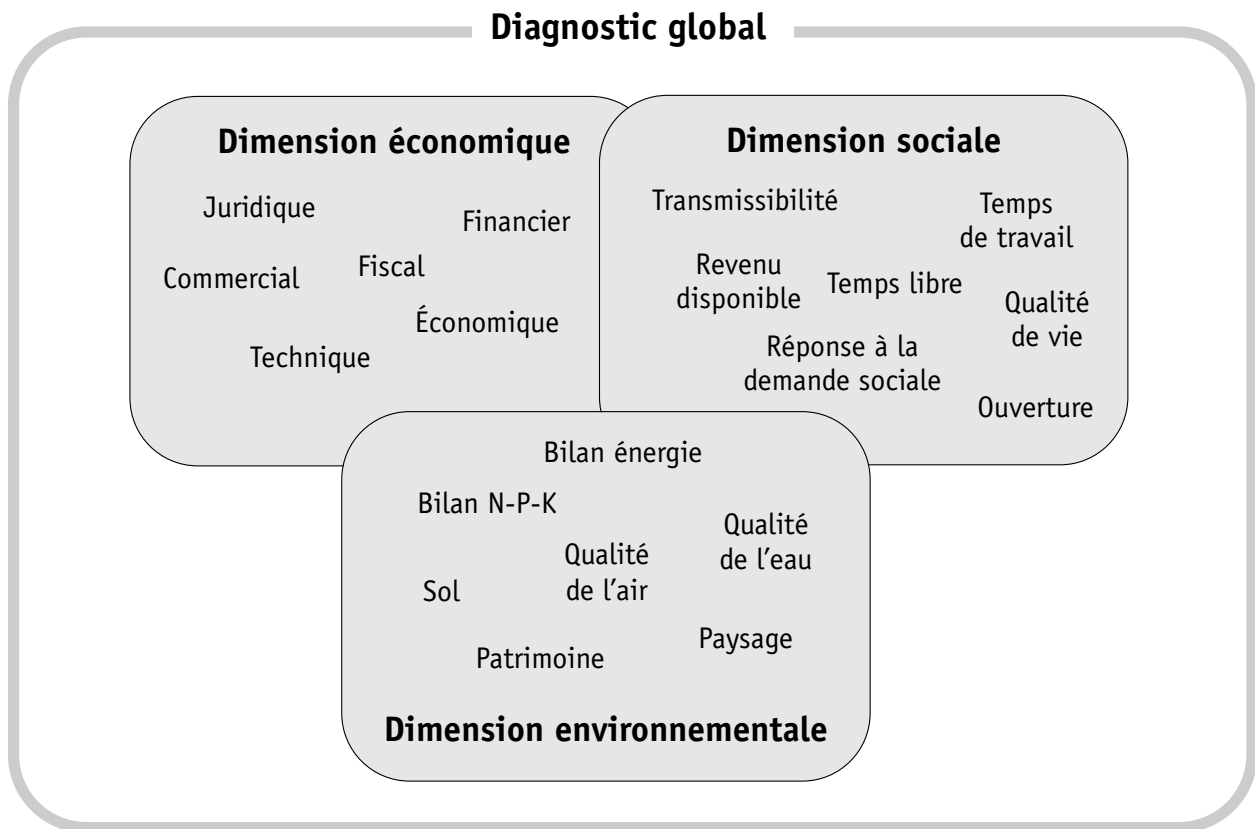 Diagnostic global
Dimension économique
Juridique
Financier
Commercial
Fiscal
Économique
Technique
Dimension sociale
Transmissibilité
Temps
de travail
Revenu
disponible
Temps libre
Qualité
de vie
Réponse à la
demande sociale
Ouverture
Bilan énergie
Bilan N-P-K
Qualité
de l'eau
Qualité
de l'air
Sol
Paysage
Patrimoine
Dimension environnementale